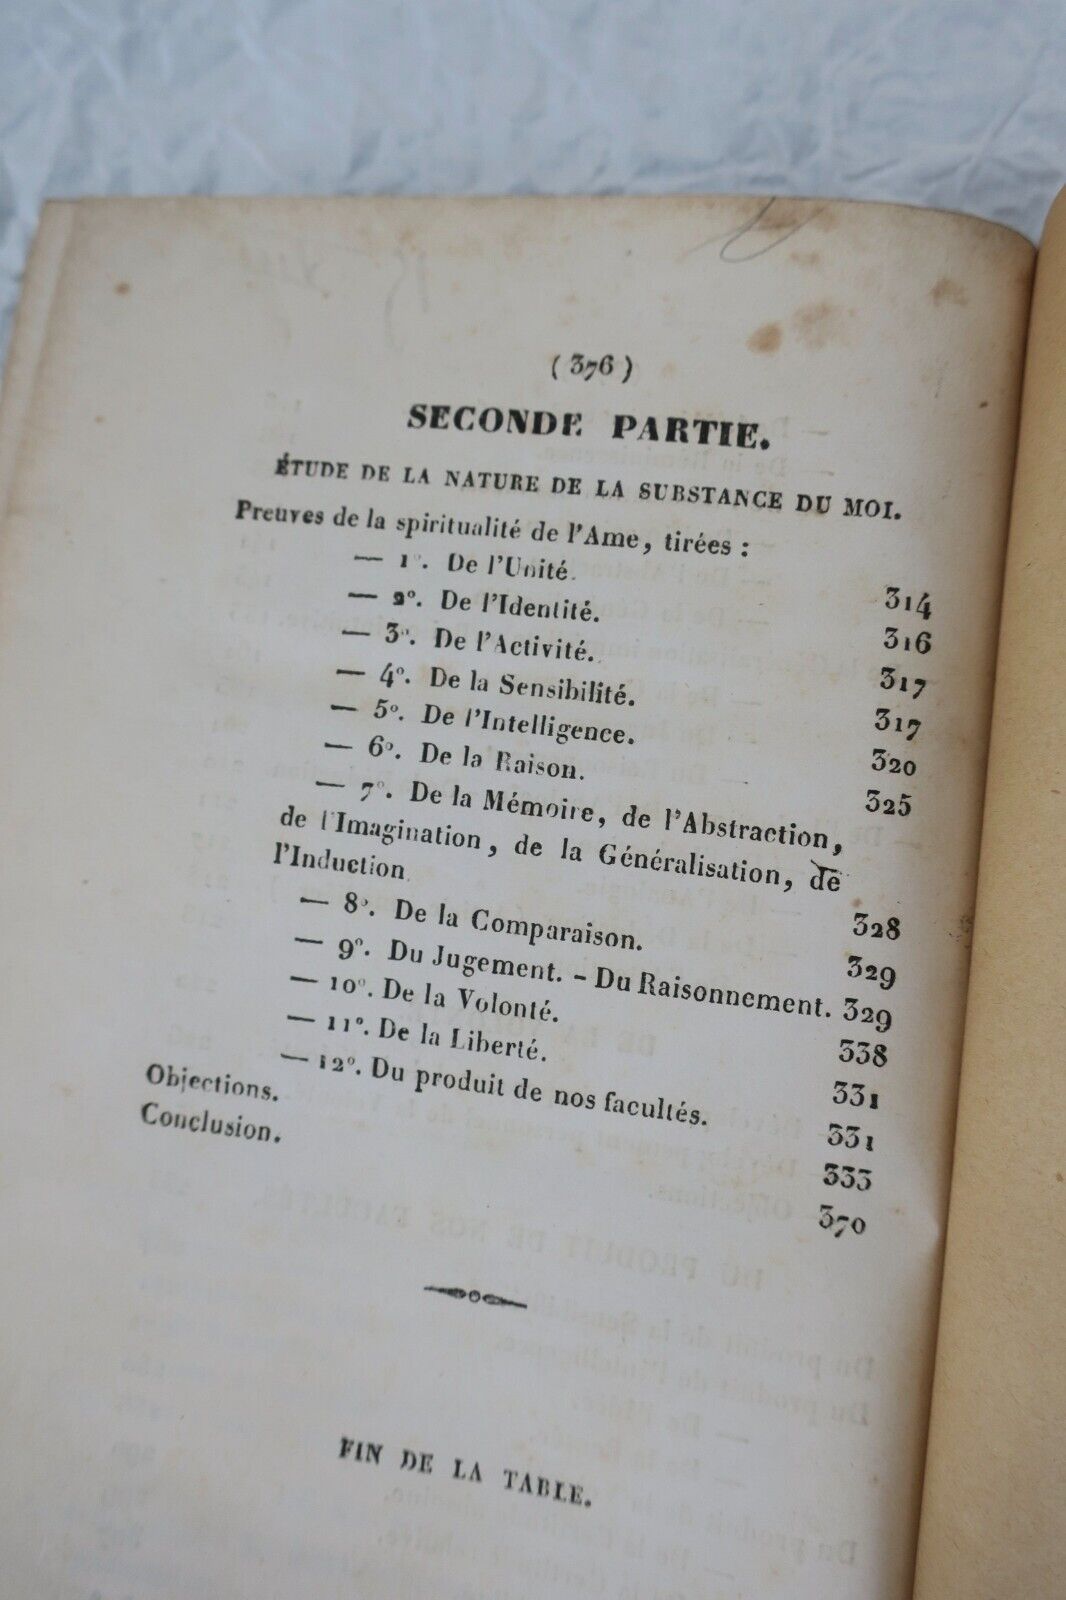 ( 376 )
SECONDE PARTIE.
ÉTUDE DE LA NATURE DE LA SUBSTANCE DU MOI.
Preuves de la spiritualité de l'Ame, tirées :
— 1°. De l'Unité. 314
— 2°. De l'Identité. 316
— 3°. De l'Activité. 317
— 4°. De la Sensibilité. 317
— 5°. De l'Intelligence. 320
— 6°. De la Raison. 325
— 7°. De la Mémoire, de l'Abstraction,
de l'Imagination, de la Généralisation, de
l'Induction. 328
— 8°. De la Comparaison. 329
— 9°. Du Jugement. - Du Raisonnement. 329
— 10°. De la Volonté. 338
— 11°. De la Liberté. 331
— 12°. Du produit de nos facultés. 331
Objections. 333
Conclusion. 370
FIN DE LA TABLE.